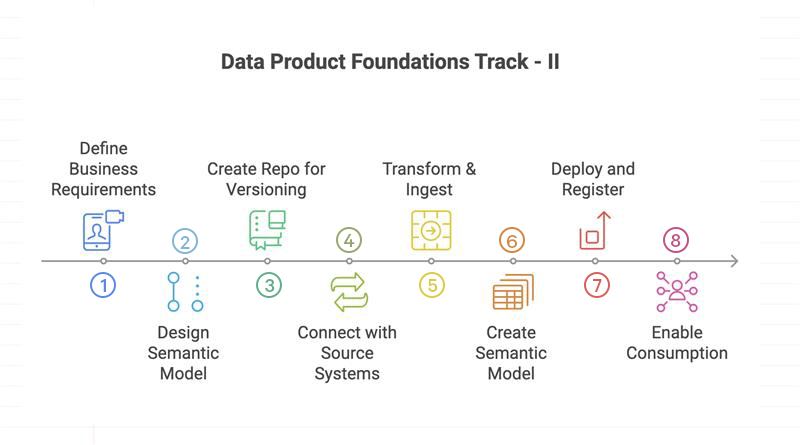 Data Product Foundations Track - II
Define
Business
Requirements
1
2
Design
Semantic
Model
Create Repo for
Versioning
3
4
Connect with
Source
Systems
Transform &
Ingest
5
6
Create
Semantic
Model
Deploy and
Register
7
8
Enable
Consumption